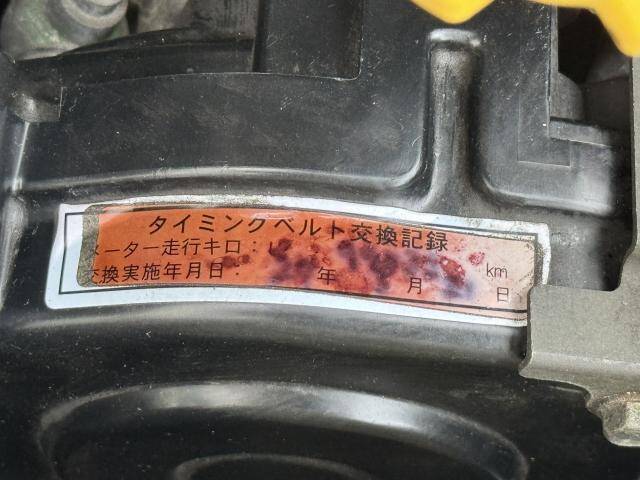 タイミングベルト交換記録
メーター走行キロ： km
交換実施年月日： 年 月 日